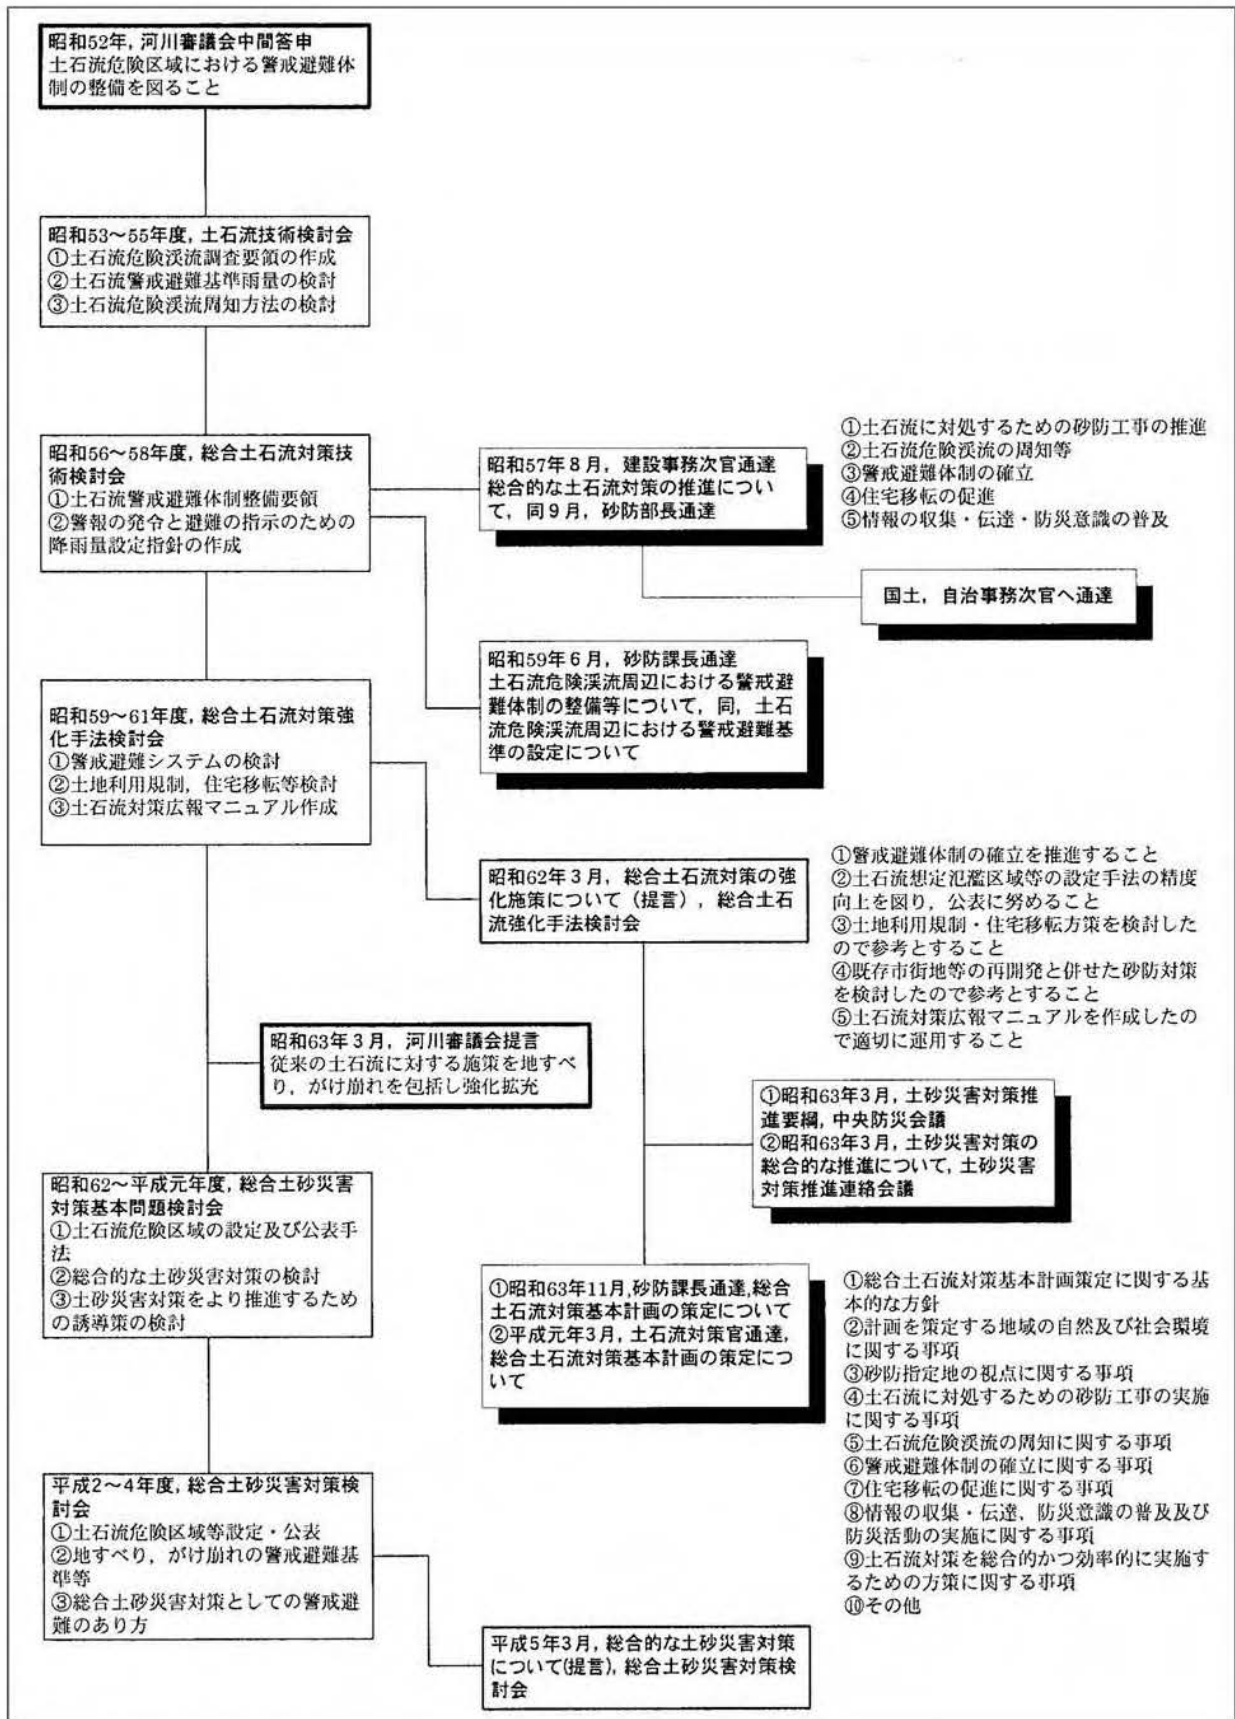 昭和52年，河川審議会中間答申
土石流危険区域における警戒避難体
制の整備を図ること
昭和53～55年度，土石流技術検討会
①土石流危険渓流調査要領の作成
②土石流警戒避難基準雨量の検討
③土石流危険渓流周知方法の検討
昭和56～58年度，総合土石流対策技
術検討会
①土石流警戒避難体制整備要領
②警報の発令と避難の指示のための
降雨量設定指針の作成
昭和57年8月，建設事務次官通達
総合的な土石流対策の推進につい
て，同9月，砂防部長通達
①土石流に対処するための砂防工事の推進
②土石流危険渓流の周知等
③警戒避難体制の確立
④住宅移転の促進
⑤情報の収集・伝達・防災意識の普及
国土，自治事務次官へ通達
昭和59年6月，砂防課長通達
土石流危険渓流周辺における警戒避
難体制の整備等について，同，土石
流危険渓流周辺における警戒避難基
準の設定について
昭和59～61年度，総合土石流対策強
化手法検討会
①警戒避難システムの検討
②土地利用規制，住宅移転等検討
③土石流対策広報マニュアル作成
昭和62年3月，総合土石流対策の強
化施策について（提言），総合土石
流強化手法検討会
①警戒避難体制の確立を推進すること
②土石流想定氾濫区域等の設定手法の精度
向上を図り，公表に努めること
③土地利用規制・住宅移転方策を検討した
ので参考とすること
④既存市街地等の再開発と併せた砂防対策
を検討したので参考とすること
⑤土石流対策広報マニュアルを作成したの
で適切に運用すること
昭和63年3月，河川審議会提言
従来の土石流に対する施策を地すべ
り，がけ崩れを包括し強化拡充
①昭和63年3月，土砂災害対策推
進要綱，中央防災会議
②昭和63年3月，土砂災害対策の
総合的な推進について，土砂災害
対策推進連絡会議
昭和62～平成元年度，総合土砂災害
対策基本問題検討会
①土石流危険区域の設定及び公表手
法
②総合的な土砂災害対策の検討
③土砂災害対策をより推進するため
の誘導策の検討
①昭和63年11月，砂防課長通達，総合
土石流対策基本計画の策定について
②平成元年3月，土石流対策官通達，
総合土石流対策基本計画の策定につ
いて
①総合土石流対策基本計画策定に関する基
本的な方針
②計画を策定する地域の自然及び社会環境
に関する事項
③砂防指定地の視点に関する事項
④土石流に対処するための砂防工事の実施
に関する事項
⑤土石流危険渓流の周知に関する事項
⑥警戒避難体制の確立に関する事項
⑦住宅移転の促進に関する事項
⑧情報の収集・伝達，防災意識の普及及び
防災活動の実施に関する事項
⑨土石流対策を総合的かつ効率的に実施す
るための方策に関する事項
⑩その他
平成2～4年度，総合土砂災害対策検
討会
①土石流危険区域等設定・公表
②地すべり，がけ崩れの警戒避難基
準等
③総合土砂災害対策としての警戒避
難のあり方
平成5年3月，総合的な土砂災害対策
について（提言），総合土砂災害対策検
討会